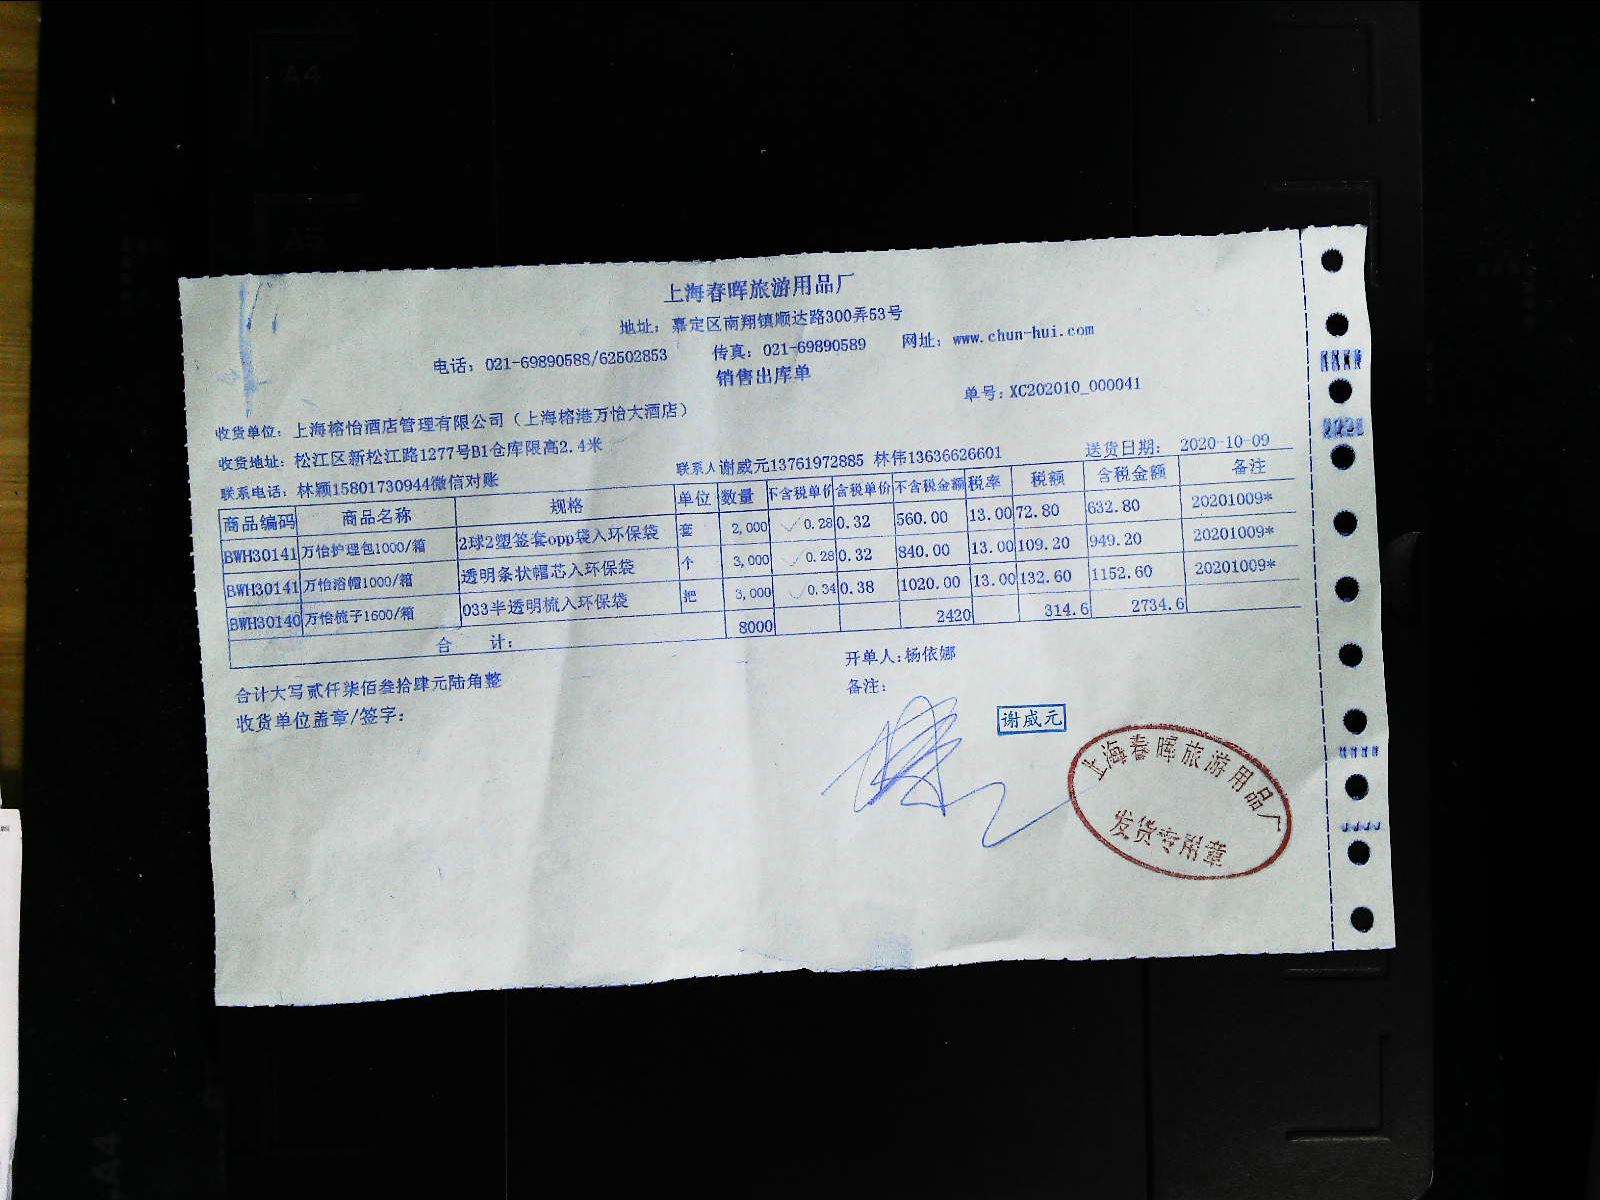 上海春晖旅游用品厂
地址：嘉定区南翔镇顺达路300弄53号
电话：021-69890588/62502853 传真：021-69890589 网址：www.chun-hui.com
销售出库单
单号：XC202010_000041
收货单位：上海榕怡酒店管理有限公司（上海榕港万怡大酒店）
收货地址：松江区新松江路1277号B1仓库限高2.4米
联系电话：林颖15801730944微信对账 联系人谢威元13761972885 林伟13636626601 送货日期：2020-10-09
商品编码 商品名称 规格 单位 数量 不含税单价 含税单价 不含税金额 税率 税额 含税金额 备注
BWH30141 万怡护理包1000/箱 2球2塑签套opp袋入环保袋 套 2,000 0.28 0.32 560.00 13.00 72.80 632.80 20201009*
BWH30141 万怡浴帽1000/箱 透明条状帽芯入环保袋 个 3,000 0.28 0.32 840.00 13.00 109.20 949.20 20201009*
BWH30140 万怡梳子1600/箱 033半透明梳入环保袋 把 3,000 0.34 0.38 1020.00 13.00 132.60 1152.60 20201009*
合 计： 8000 2420 314.6 2734.6
合计大写贰仟柒佰叁拾肆元陆角整 开单人:杨依娜
收货单位盖章/签字： 备注：
谢威元
上海春晖旅游用品厂
发货专用章
A4
A5
A4